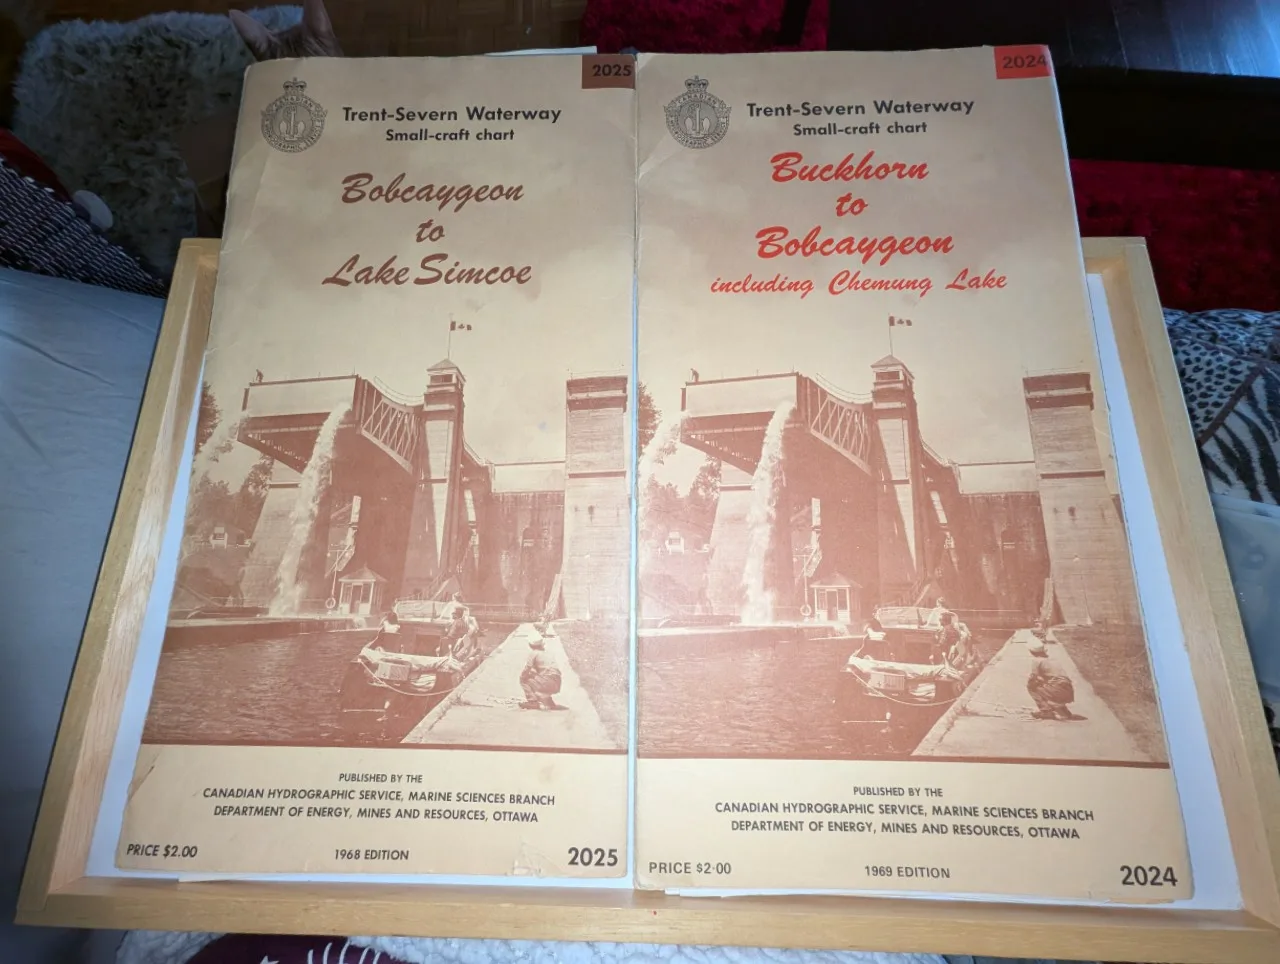 2025
Trent-Severn Waterway
Small-craft chart
Bobcaygeon
to
Lake Simcoe
PUBLISHED BY THE
CANADIAN HYDROGRAPHIC SERVICE, MARINE SCIENCES BRANCH
DEPARTMENT OF ENERGY, MINES AND RESOURCES, OTTAWA
PRICE $2.00
1968 EDITION
2025
2024
Trent-Severn Waterway
Small-craft chart
Buckhorn
to
Bobcaygeon
including Chemung Lake
PUBLISHED BY THE
CANADIAN HYDROGRAPHIC SERVICE, MARINE SCIENCES BRANCH
DEPARTMENT OF ENERGY, MINES AND RESOURCES, OTTAWA
PRICE $2.00
1969 EDITION
2024